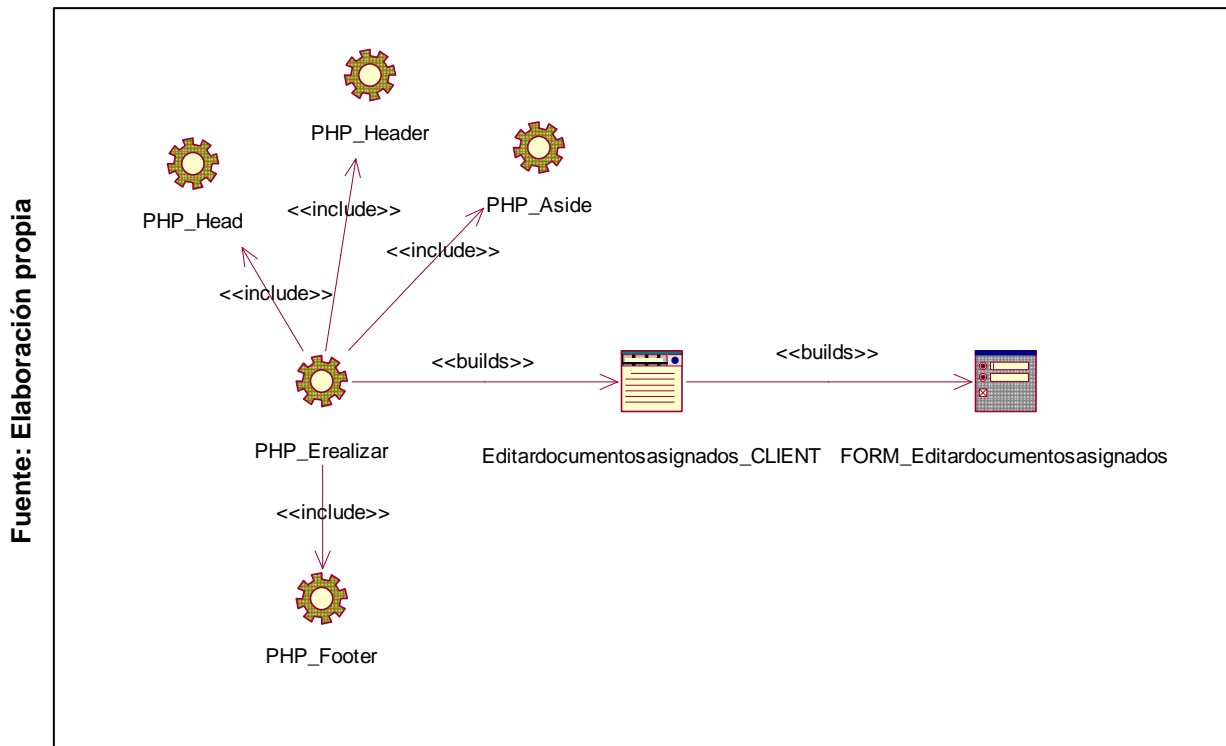 Fuente: Elaboración propia
PHP_Header
PHP_Head
PHP_Aside
<<include>>
<<include>>
<<include>>
<<builds>>
<<builds>>
PHP_Erealizar
Editardocumentosasignados_CLIENT
FORM_Editardocumentosasignados
<<include>>
PHP_Footer